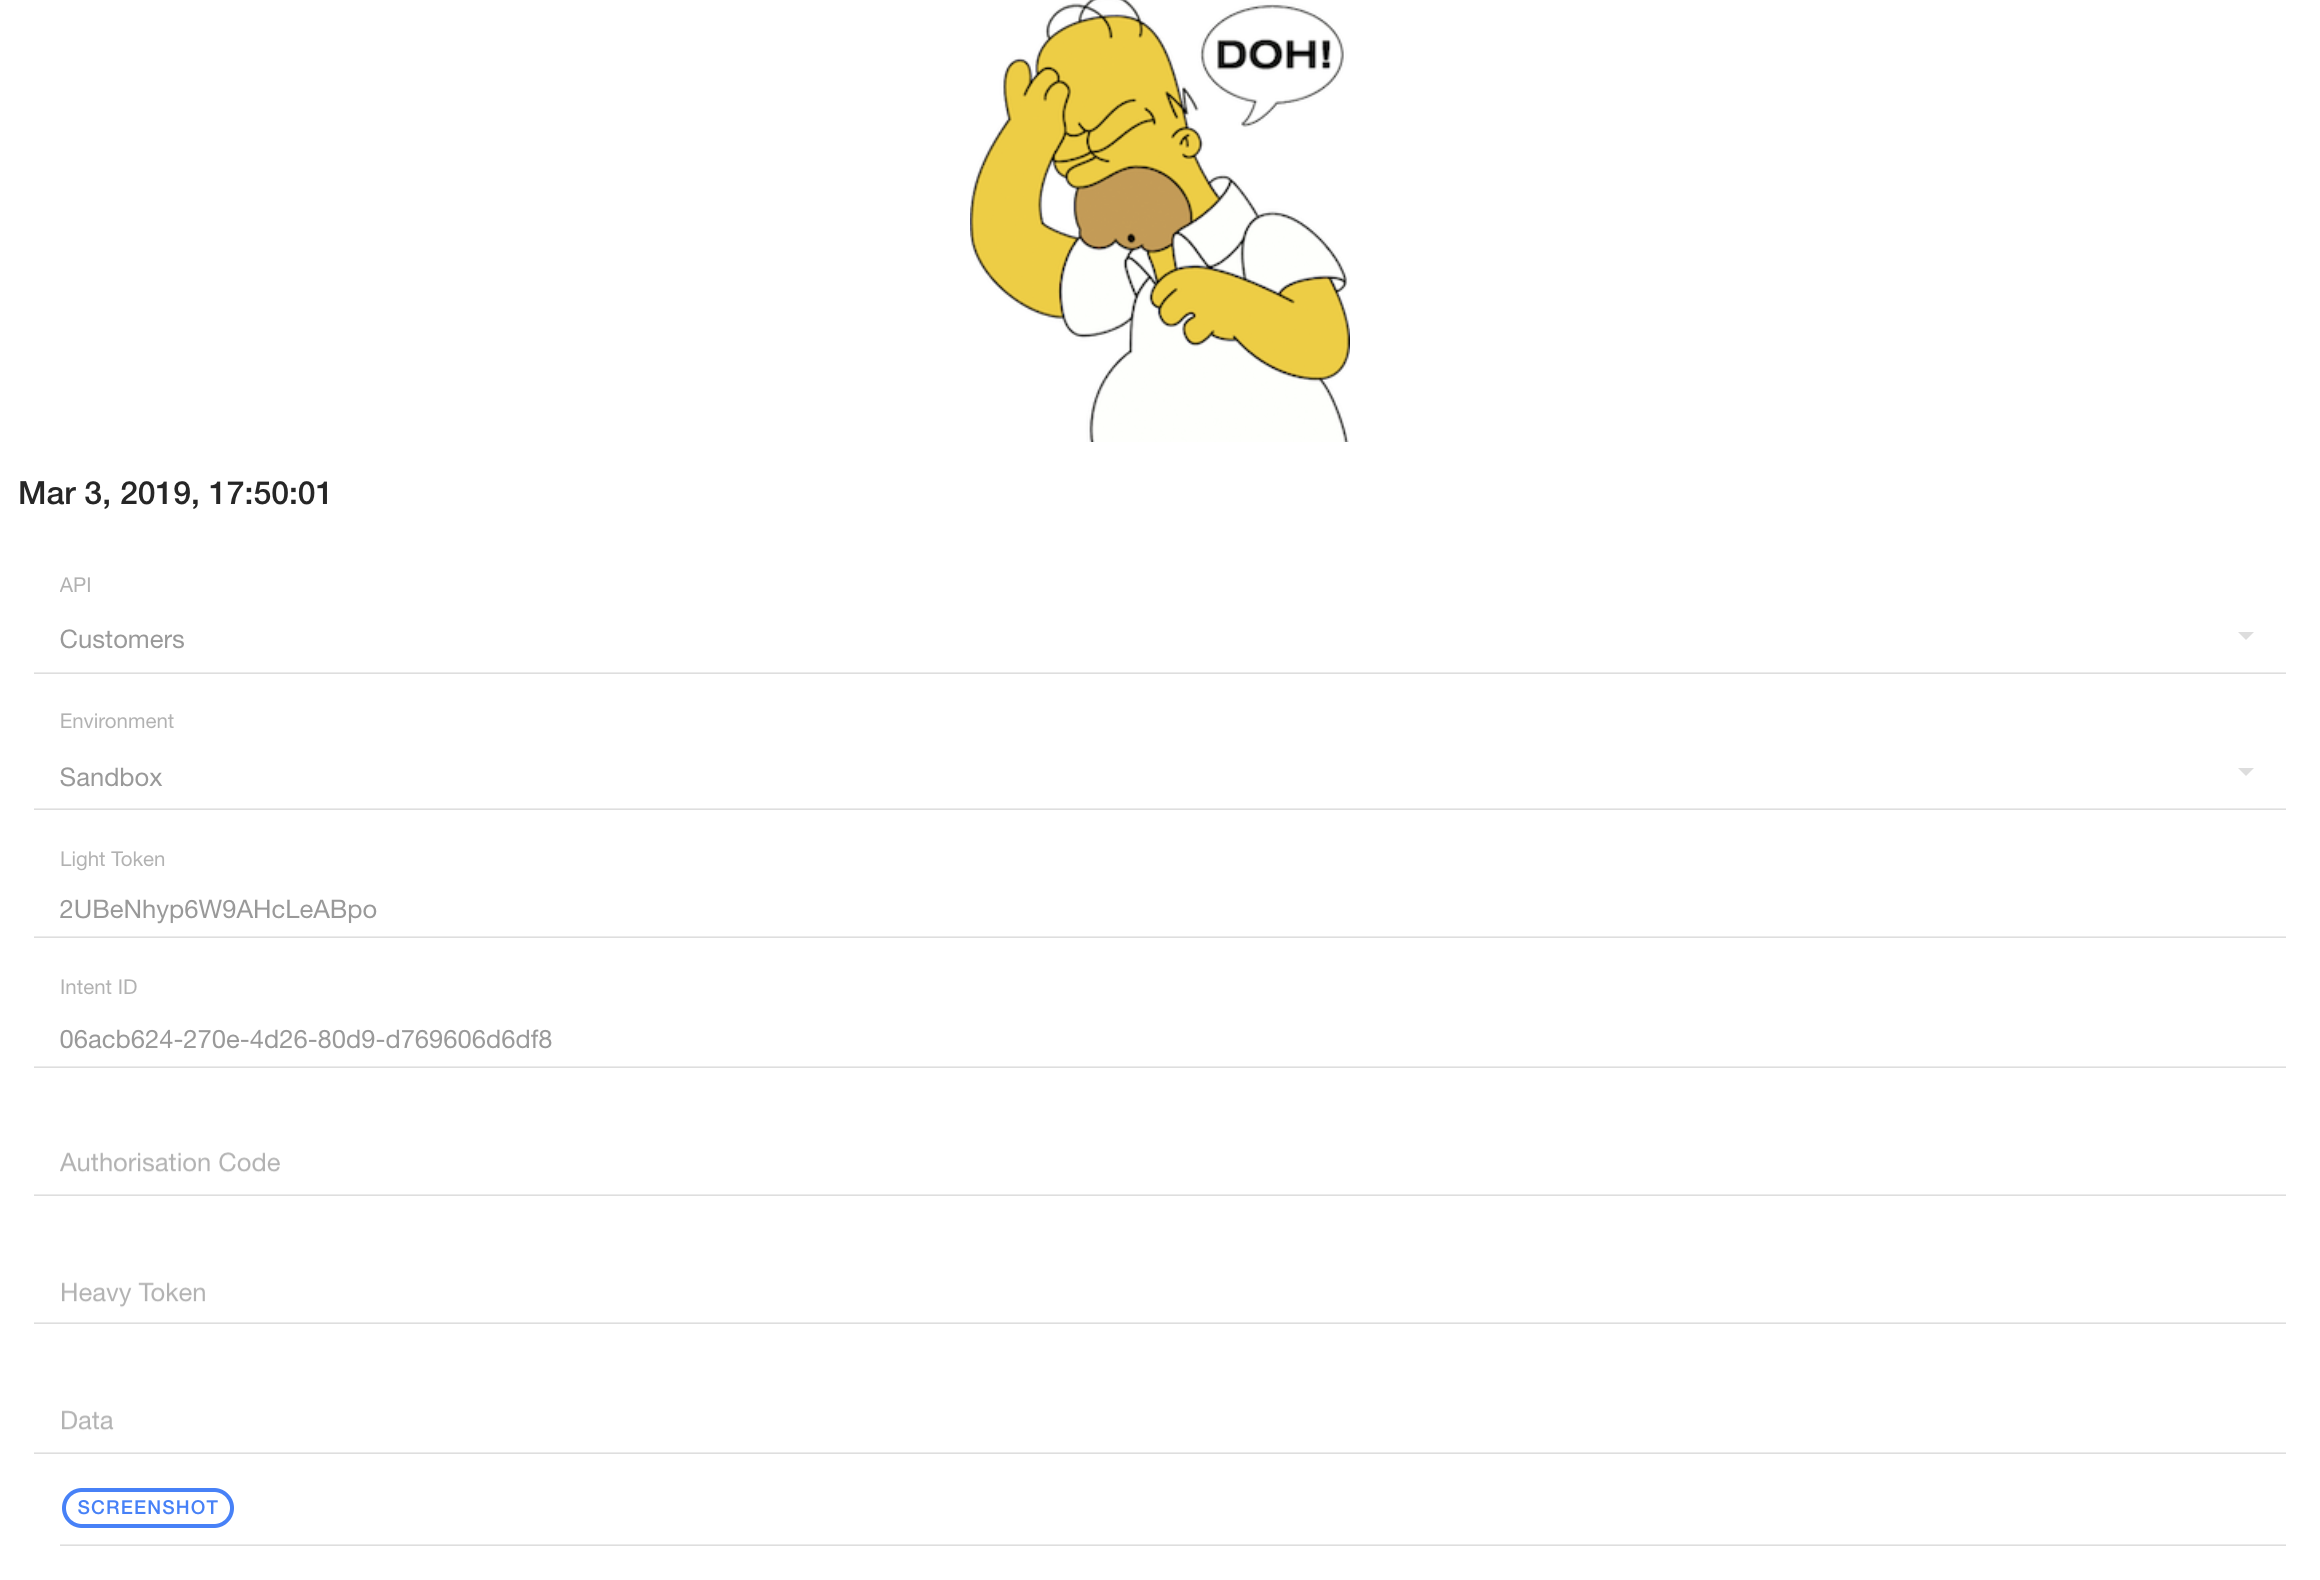 DOH!
Mar 3, 2019, 17:50:01
API
Customers
Environment
Sandbox
Light Token
2UBeNhyp6W9AHcLeABpo
Intent ID
06acb624-270e-4d26-80d9-d769606d6df8
Authorisation Code
Heavy Token
Data
SCREENSHOT